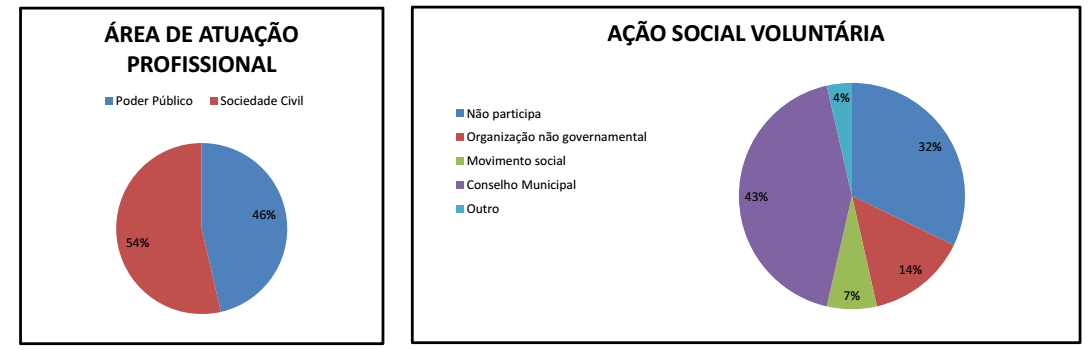 ÁREA DE ATUAÇÃO
PROFISSIONAL
Poder Público Sociedade Civil
46%
54%
AÇÃO SOCIAL VOLUNTÁRIA
Não participa
Organização não governamental
Movimento social
Conselho Municipal
Outro
4%
32%
43%
14%
7%